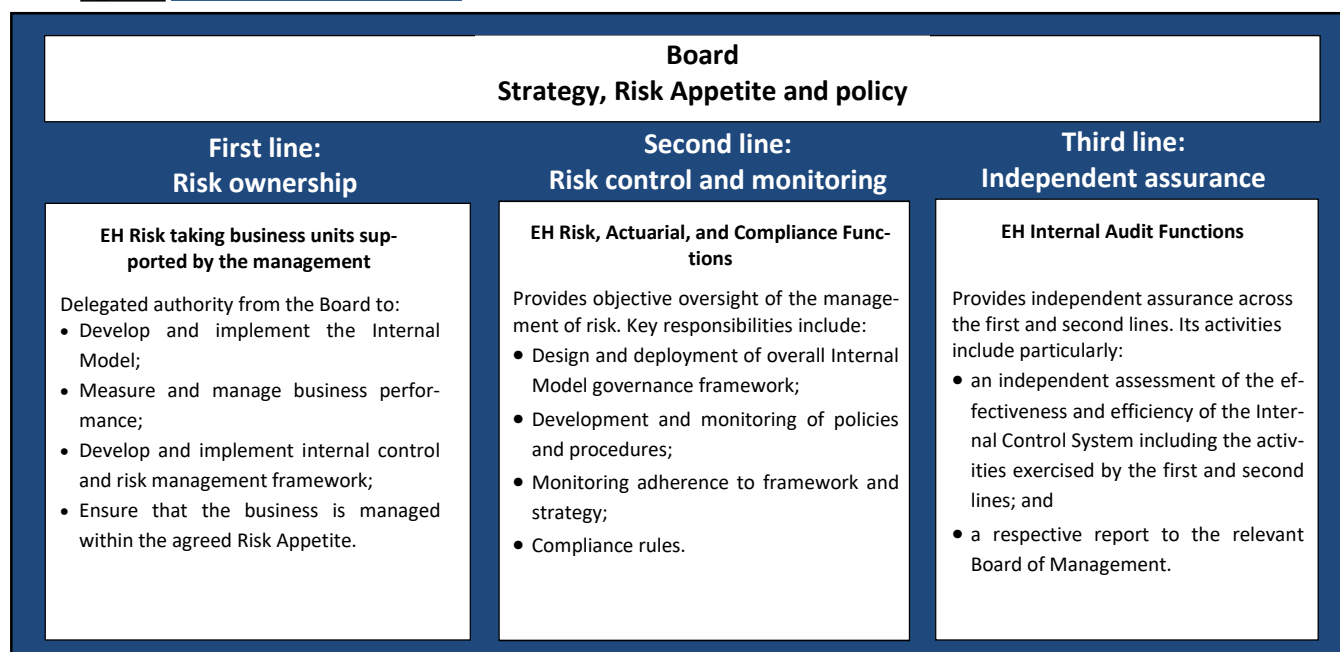 Board
Strategy, Risk Appetite and policy
First line:
Risk ownership
EH Risk taking business units sup-
ported by the management
Delegated authority from the Board to:
• Develop and implement the Internal
Model;
• Measure and manage business perfor-
mance;
• Develop and implement internal control
and risk management framework;
• Ensure that the business is managed
within the agreed Risk Appetite.
Second line:
Risk control and monitoring
EH Risk, Actuarial, and Compliance Func-
tions
Provides objective oversight of the manage-
ment of risk. Key responsibilities include:
• Design and deployment of overall Internal
Model governance framework;
• Development and monitoring of policies
and procedures;
• Monitoring adherence to framework and
strategy;
• Compliance rules.
Third line:
Independent assurance
EH Internal Audit Functions
Provides independent assurance across
the first and second lines. Its activities
include particularly:
• an independent assessment of the ef-
fectiveness and efficiency of the Inter-
nal Control System including the activ-
ities exercised by the first and second
lines; and
• a respective report to the relevant
Board of Management.